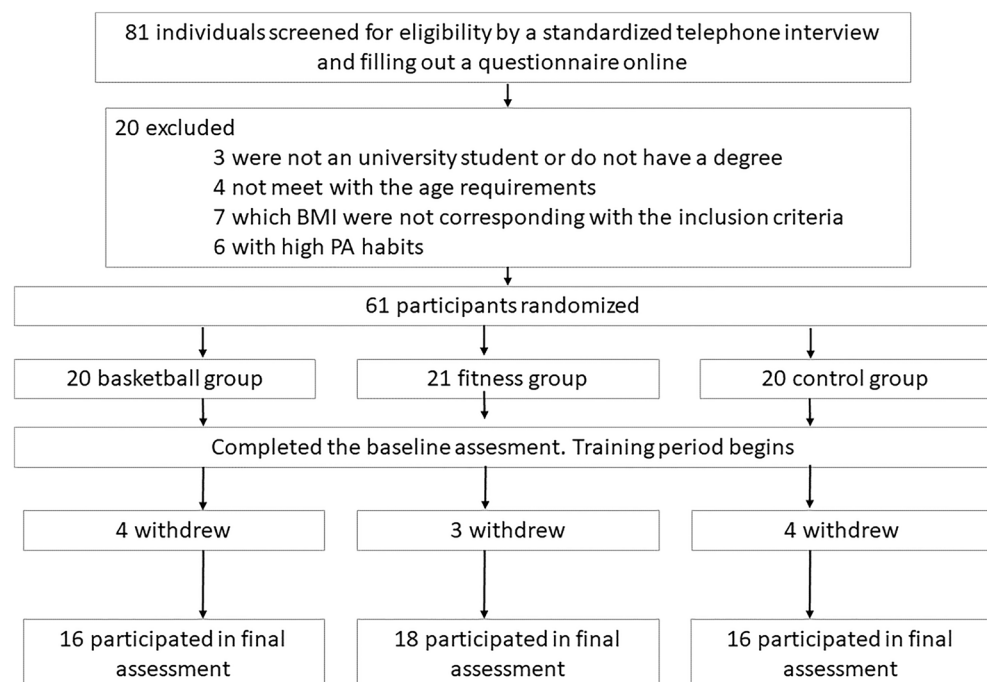 81 individuals screened for eligibility by a standardized telephone interview
and filling out a questionnaire online
20 excluded
3 were not an university student or do not have a degree
4 not meet with the age requirements
7 which BMI were not corresponding with the inclusion criteria
6 with high PA habits
61 participants randomized
20 basketball group
21 fitness group
20 control group
Completed the baseline assesment. Training period begins
4 withdrew
3 withdrew
4 withdrew
16 participated in final
assessment
18 participated in final
assessment
16 participated in final
assessment